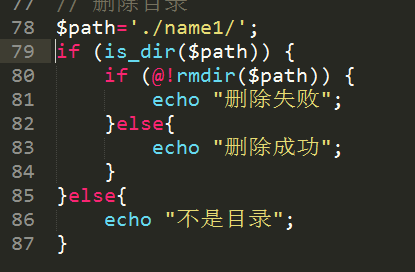 77 // 删除目录
78 $path='./name1/';
79 if (is_dir($path)) {
80     if (@!rmdir($path)) {
81         echo "删除失败";
82     }else{
83         echo "删除成功";
84     }
85 }else{
86     echo "不是目录";
87 }